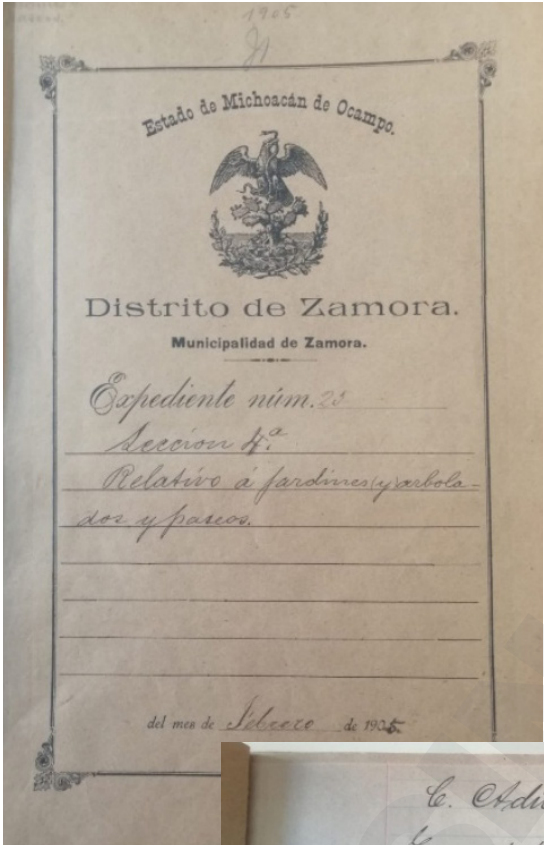 1905
Estado de Michoacán de Ocampo.
Distrito de Zamora.
Municipalidad de Zamora.
Expediente núm. 25
Sección 4ª
Relativo á jardines (y) arbola-
dos y paseos.
del mes de Febrero de 1905.
C.